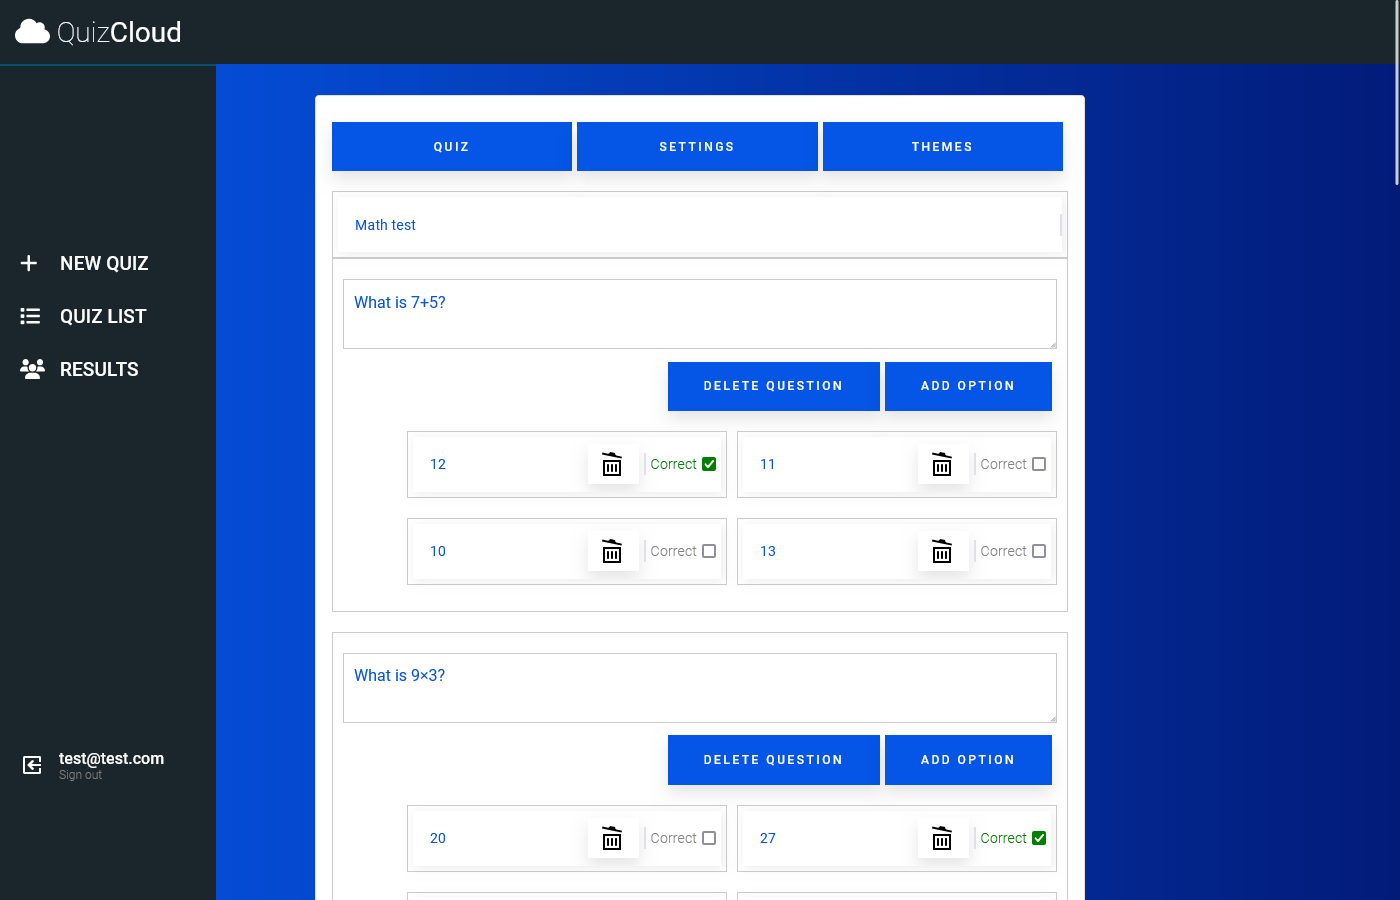 QuizCloud
NEW QUIZ
QUIZ LIST
RESULTS
test@test.com
Sign out
QUIZ SETTINGS THEMES
Math test
What is 7+5?
DELETE QUESTION ADD OPTION
12 Correct 11 Correct
10 Correct 13 Correct
What is 9×3?
DELETE QUESTION ADD OPTION
20 Correct 27 Correct